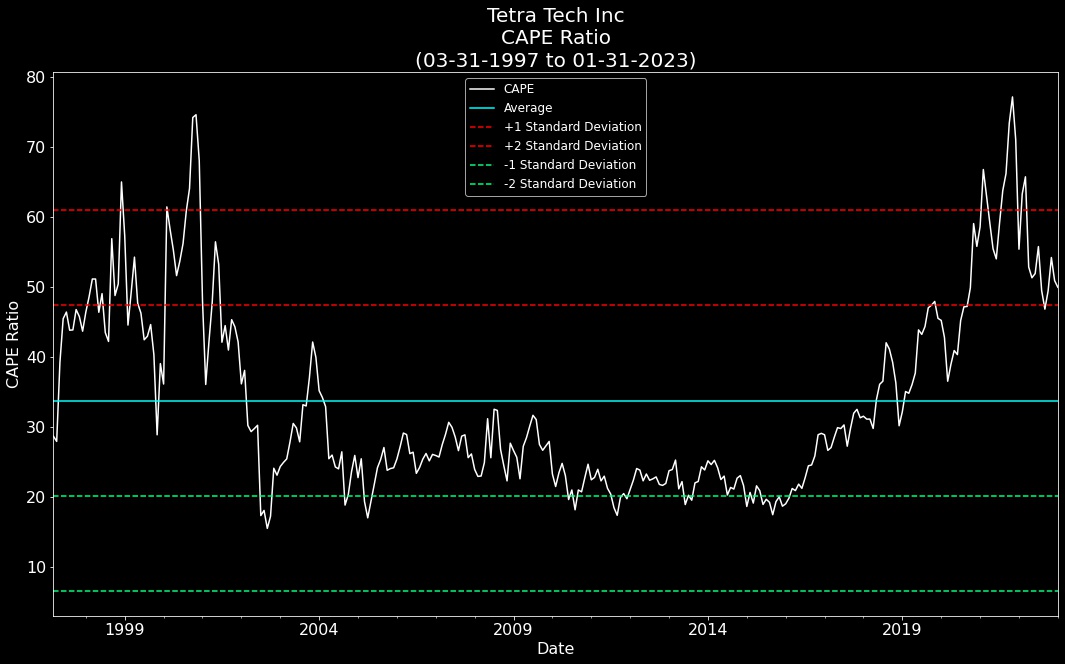 Tetra Tech Inc
CAPE Ratio
(03-31-1997 to 01-31-2023)
CAPE
Average
+1 Standard Deviation
+2 Standard Deviation
-1 Standard Deviation
-2 Standard Deviation
CAPE Ratio
80
70
60
50
40
30
20
10
1999 2004 2009 2014 2019
Date